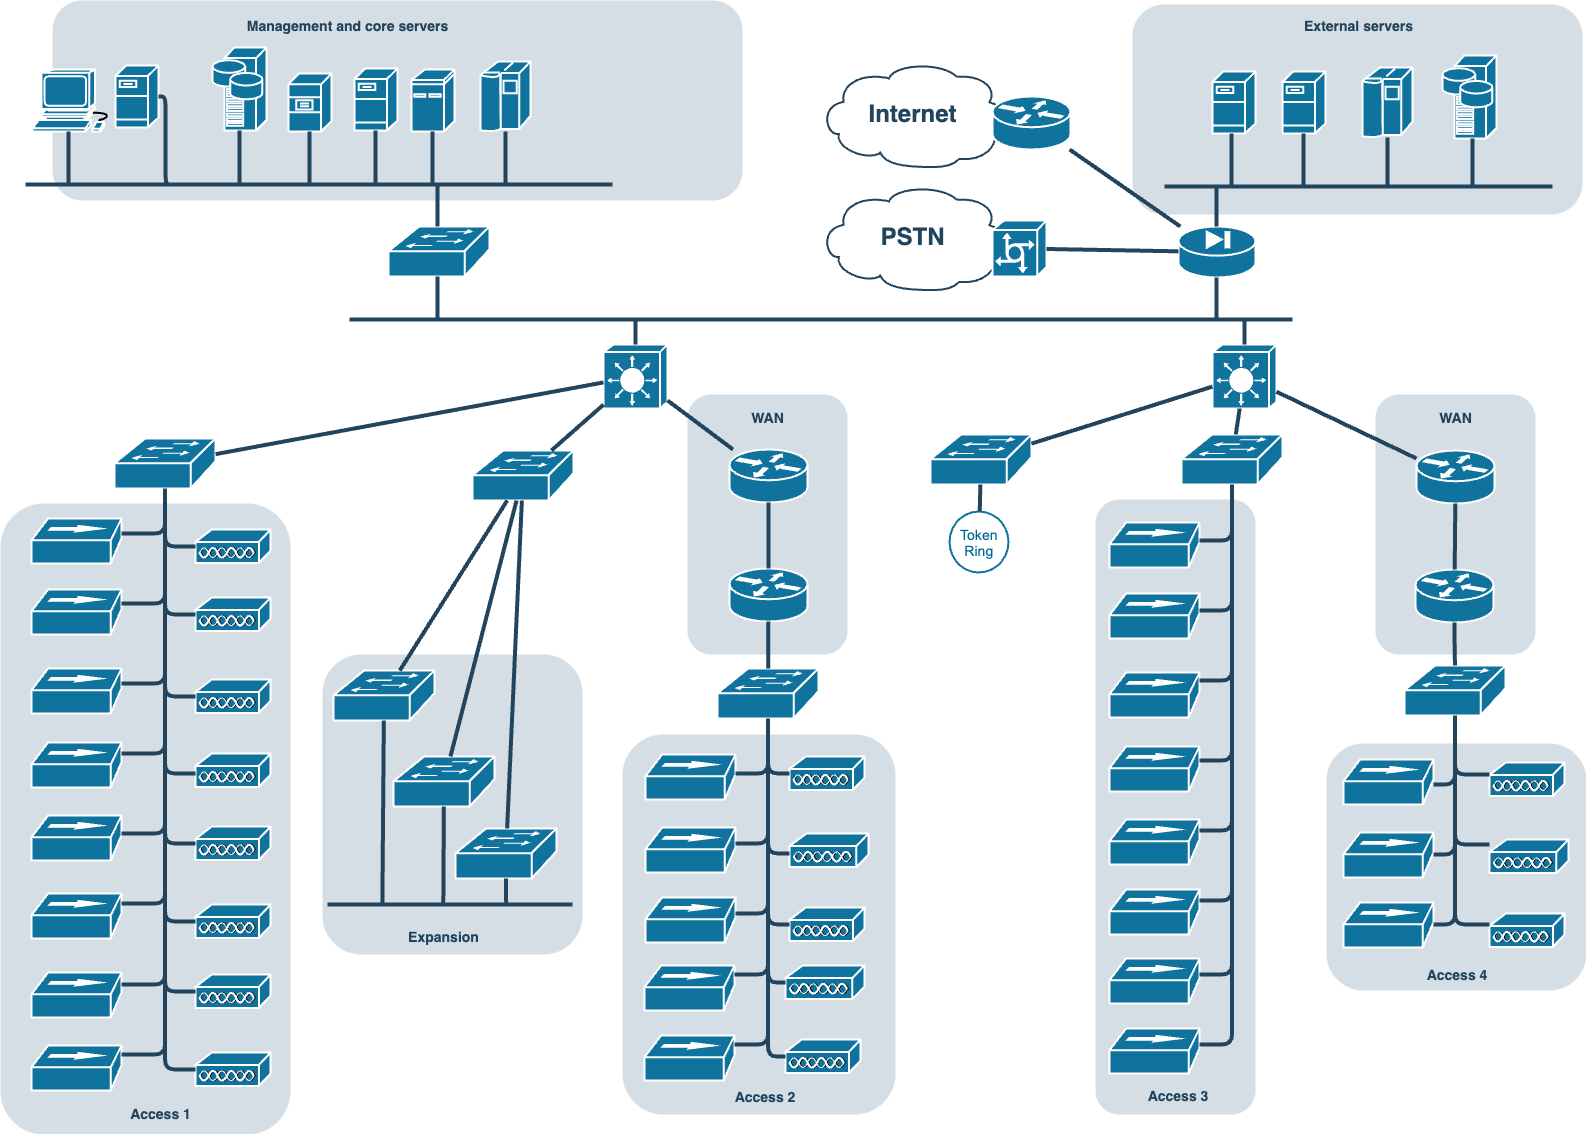 Management and core servers
External servers
Internet
PSTN
WAN
WAN
Token
Ring
Expansion
Access 1
Access 2
Access 3
Access 4